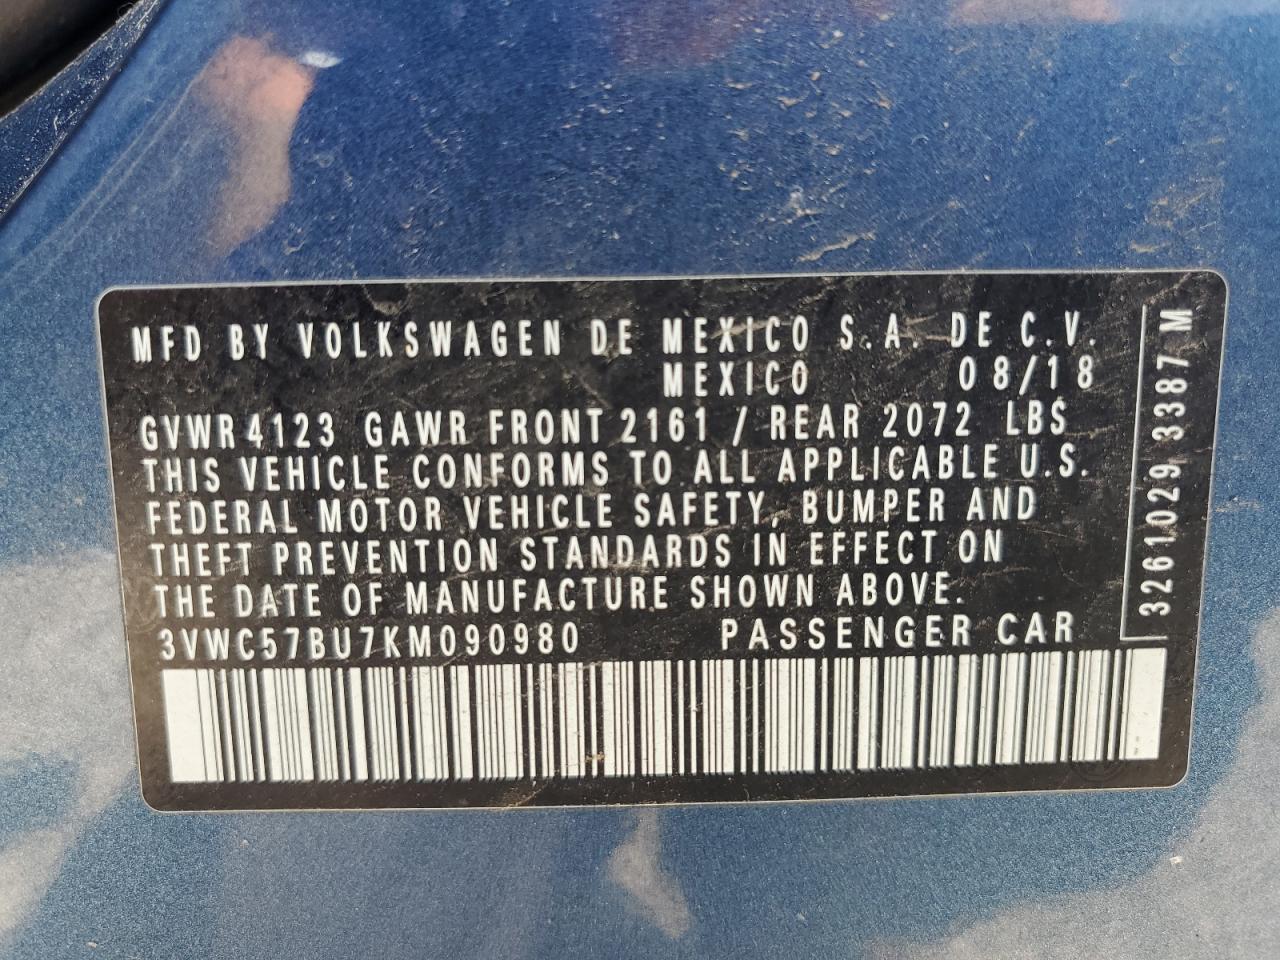 MFD BY VOLKSWAGEN DE MEXICO S.A. DE C.V.
MEXICO 08/18
GVWR 4123 GAWR FRONT 2161 / REAR 2072 LBS
THIS VEHICLE CONFORMS TO ALL APPLICABLE U.S.
FEDERAL MOTOR VEHICLE SAFETY, BUMPER AND
THEFT PREVENTION STANDARDS IN EFFECT ON
THE DATE OF MANUFACTURE SHOWN ABOVE.
3VWC57BU7KM090980 PASSENGER CAR
3261029 3387 M